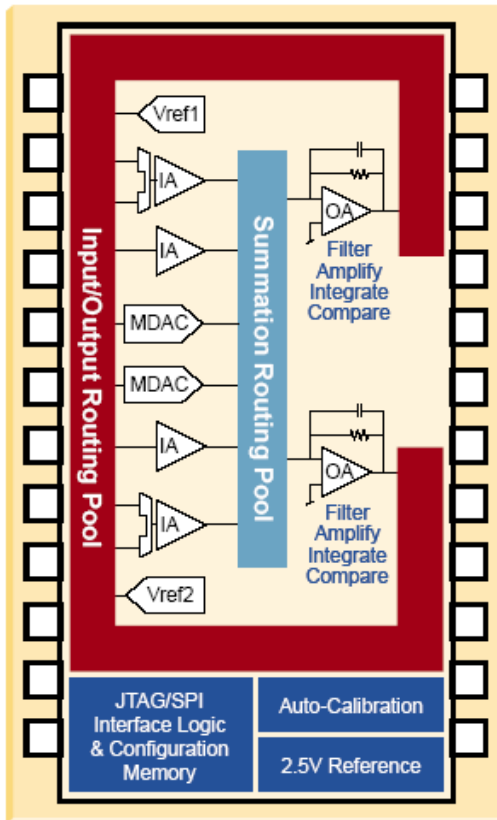 Input/Output Routing Pool
Vref1
IA
IA
MDAC
MDAC
IA
IA
Vref2
Summation Routing Pool
OA
Filter
Amplify
Integrate
Compare
OA
Filter
Amplify
Integrate
Compare
JTAG/SPI
Interface Logic
& Configuration
Memory
Auto-Calibration
2.5V Reference